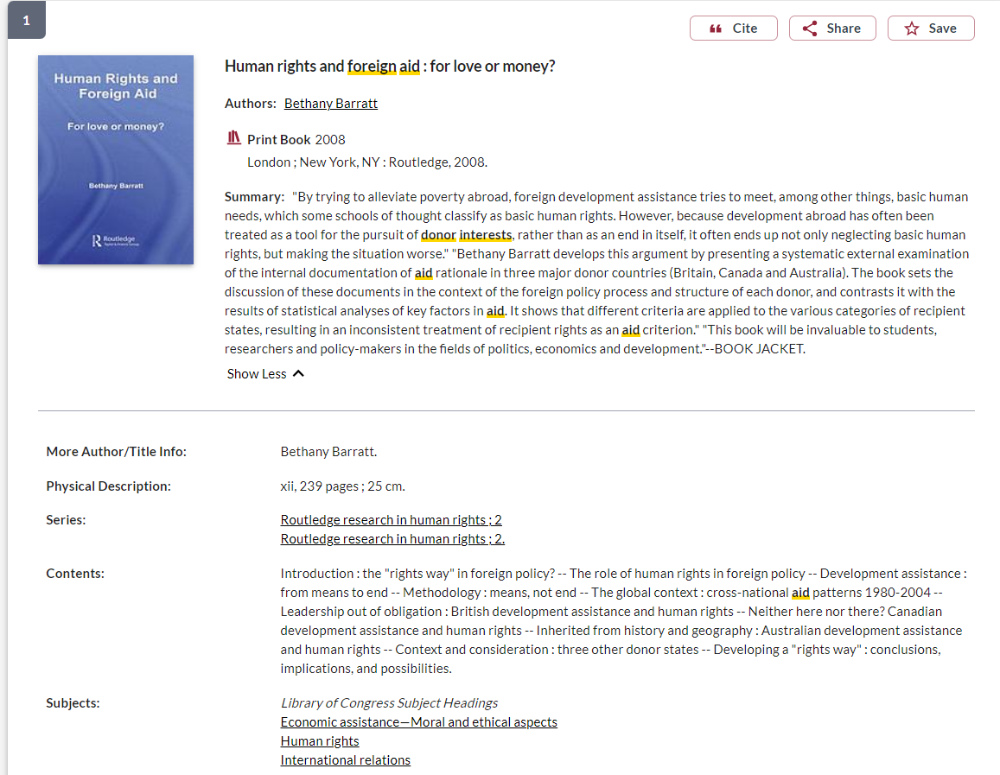 1
Cite
Share
Save
Human Rights and
Foreign Aid
For love or money?
Bethany Barratt
Routledge
Human rights and foreign aid : for love or money?
Authors: Bethany Barratt
Print Book 2008
London ; New York, NY : Routledge, 2008.
Summary: "By trying to alleviate poverty abroad, foreign development assistance tries to meet, among other things, basic human
needs, which some schools of thought classify as basic human rights. However, because development abroad has often been
treated as a tool for the pursuit of donor interests, rather than as an end in itself, it often ends up not only neglecting basic human
rights, but making the situation worse." "Bethany Barratt develops this argument by presenting a systematic external examination
of the internal documentation of aid rationale in three major donor countries (Britain, Canada and Australia). The book sets the
discussion of these documents in the context of the foreign policy process and structure of each donor, and contrasts it with the
results of statistical analyses of key factors in aid. It shows that different criteria are applied to the various categories of recipient
states, resulting in an inconsistent treatment of recipient rights as an aid criterion." "This book will be invaluable to students,
researchers and policy-makers in the fields of politics, economics and development."--BOOK JACKET.
Show Less
More Author/Title Info: Bethany Barratt.
Physical Description: xii, 239 pages ; 25 cm.
Series: Routledge research in human rights ; 2
Routledge research in human rights ; 2.
Contents: Introduction : the "rights way" in foreign policy? -- The role of human rights in foreign policy -- Development assistance :
from means to end -- Methodology : means, not end -- The global context : cross-national aid patterns 1980-2004 --
Leadership out of obligation : British development assistance and human rights -- Neither here nor there? Canadian
development assistance and human rights -- Inherited from history and geography : Australian development assistance
and human rights -- Context and consideration : three other donor states -- Developing a "rights way" : conclusions,
implications, and possibilities.
Subjects: Library of Congress Subject Headings
Economic assistance—Moral and ethical aspects
Human rights
International relations